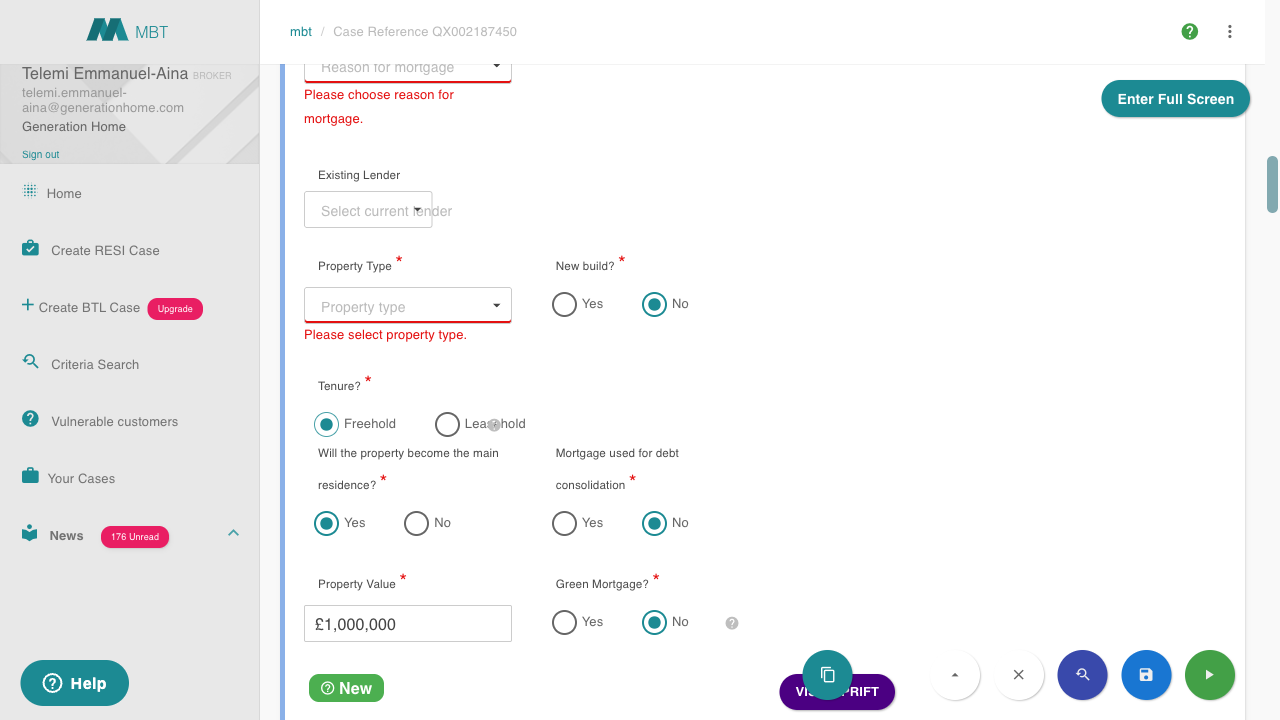 MBT
mbt / Case Reference QX002187450
Telemi Emmanuel-Aina BROKER
telemi.emmanuel-
aina@generationhome.com
Generation Home
Sign out
Home
Create RESI Case
Create BTL Case Upgrade
Criteria Search
Vulnerable customers
Your Cases
News 176 Unread
Help
Enter Full Screen
Reason for mortgage
Please choose reason for
mortgage.
Existing Lender
Select current lender
Property Type * New build? *
Property type Yes No
Please select property type.
Tenure? *
Freehold Leasehold
Will the property become the main
residence? *
Mortgage used for debt
consolidation *
Yes No Yes No
Property Value * Green Mortgage? *
£1,000,000 Yes No
New